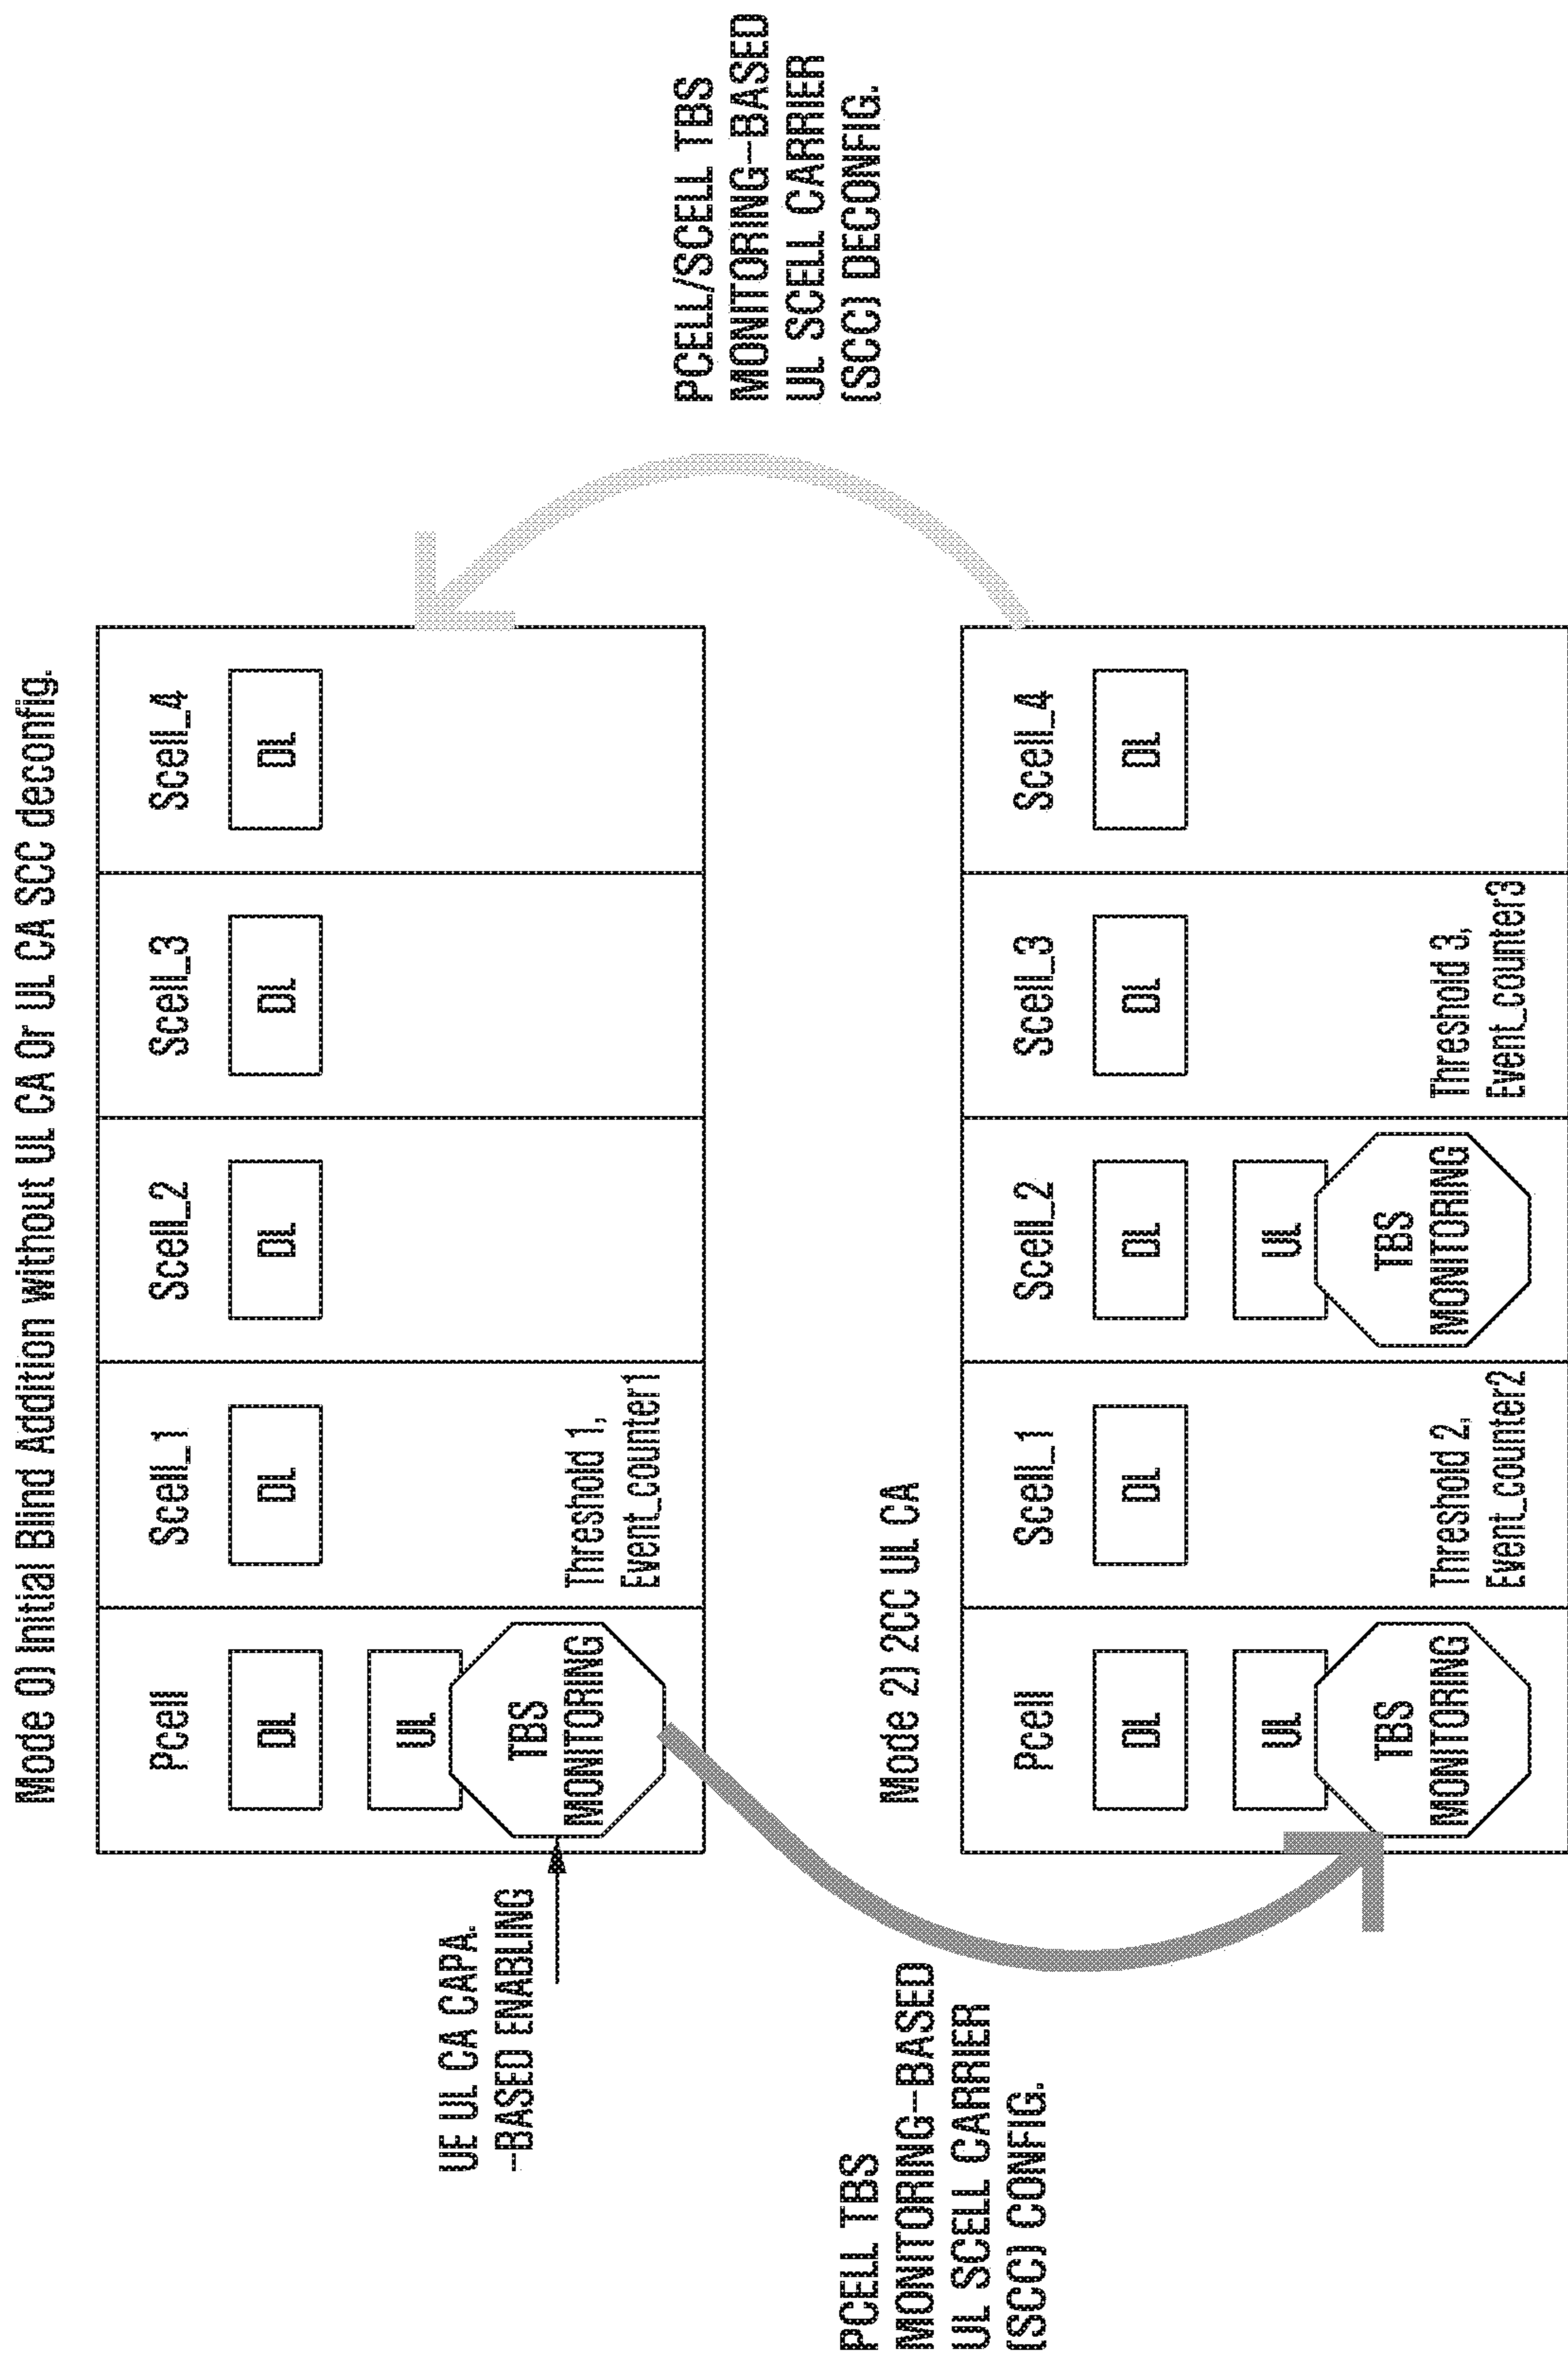 Mode 0) Initial Blind Addition without UL CA Or UL CA SCC deconfig.
Pcell
DL
UL
TBS
MONITORING
Scell_1
DL
Threshold 1,
Event_counter1
Scell_2
DL
Scell_3
DL
Scell_4
DL
UE UL CA CAPA.
-BASED ENABLING
PCELL TBS
MONITORING-BASED
UL SCELL CARRIER
(SCC) CONFIG.
PCELL/SCELL TBS
MONITORING-BASED
UL SCELL CARRIER
(SCC) DECONFIG.
Mode 2) 2CC UL CA
Pcell
DL
UL
TBS
MONITORING
Scell_1
DL
Threshold 2,
Event_counter2
Scell_2
DL
UL
TBS
MONITORING
Scell_3
DL
Threshold 3,
Event_counter3
Scell_4
DL